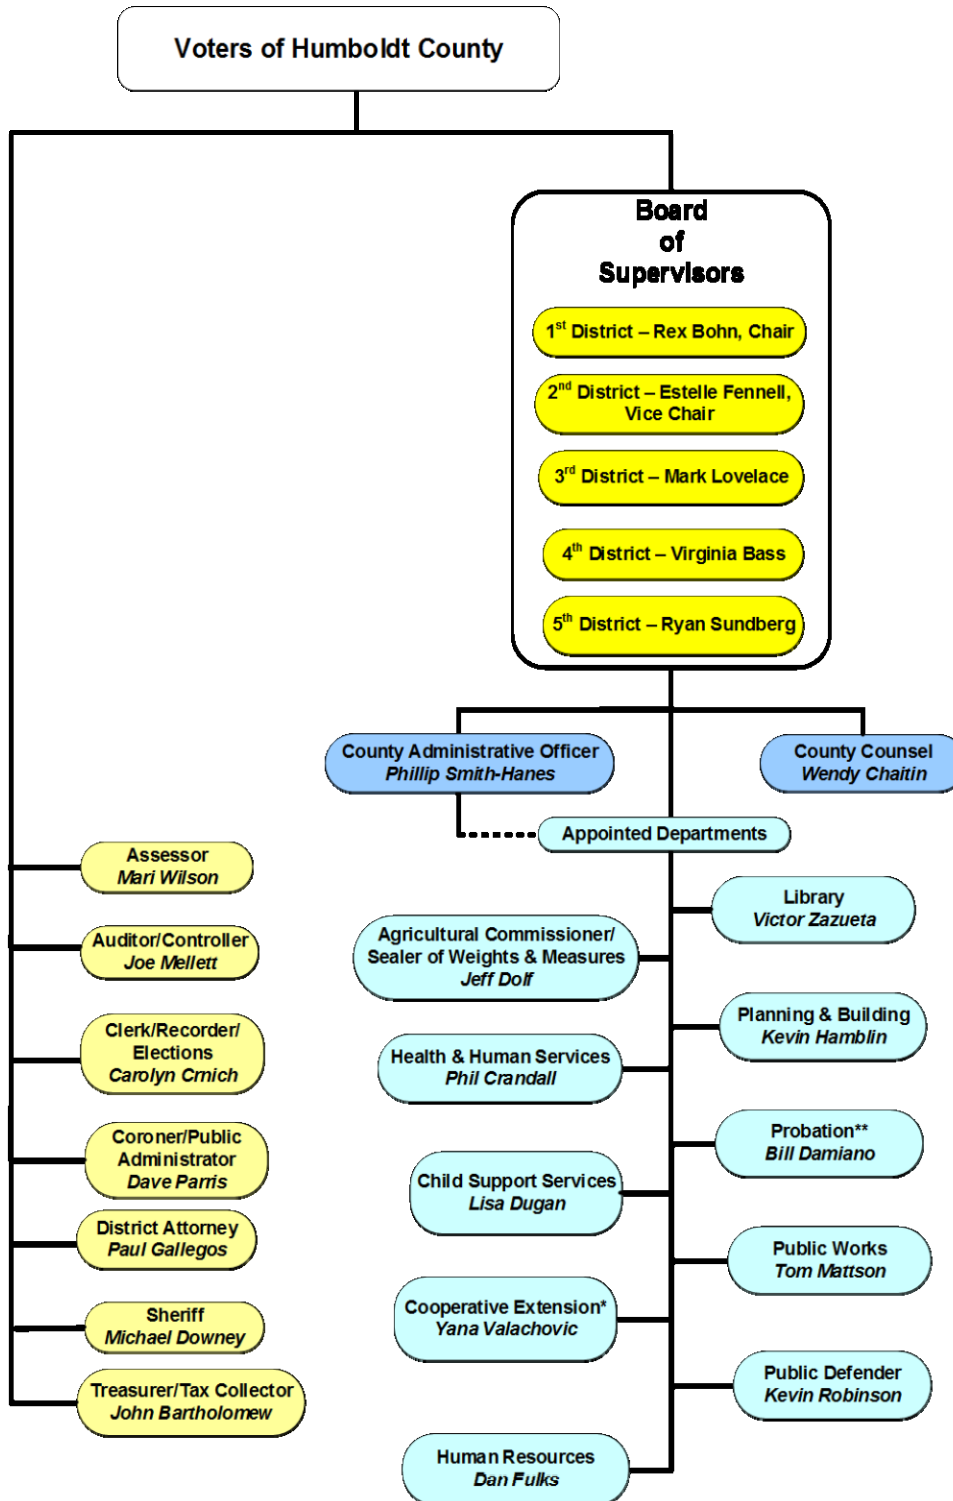 Voters of Humboldt County
Board
of
Supervisors
1st District – Rex Bohn, Chair
2nd District – Estelle Fennell,
Vice Chair
3rd District – Mark Lovelace
4th District – Virginia Bass
5th District – Ryan Sundberg
County Administrative Officer
Phillip Smith-Hanes
County Counsel
Wendy Chaitin
Appointed Departments
Assessor
Mari Wilson
Auditor/Controller
Joe Mellett
Clerk/Recorder/
Elections
Carolyn Crnich
Coroner/Public
Administrator
Dave Parris
District Attorney
Paul Gallegos
Sheriff
Michael Downey
Treasurer/Tax Collector
John Bartholomew
Agricultural Commissioner/
Sealer of Weights & Measures
Jeff Dolf
Health & Human Services
Phil Crandall
Child Support Services
Lisa Dugan
Cooperative Extension*
Yana Valachovic
Human Resources
Dan Fulks
Library
Victor Zazueta
Planning & Building
Kevin Hamblin
Probation**
Bill Damiano
Public Works
Tom Mattson
Public Defender
Kevin Robinson